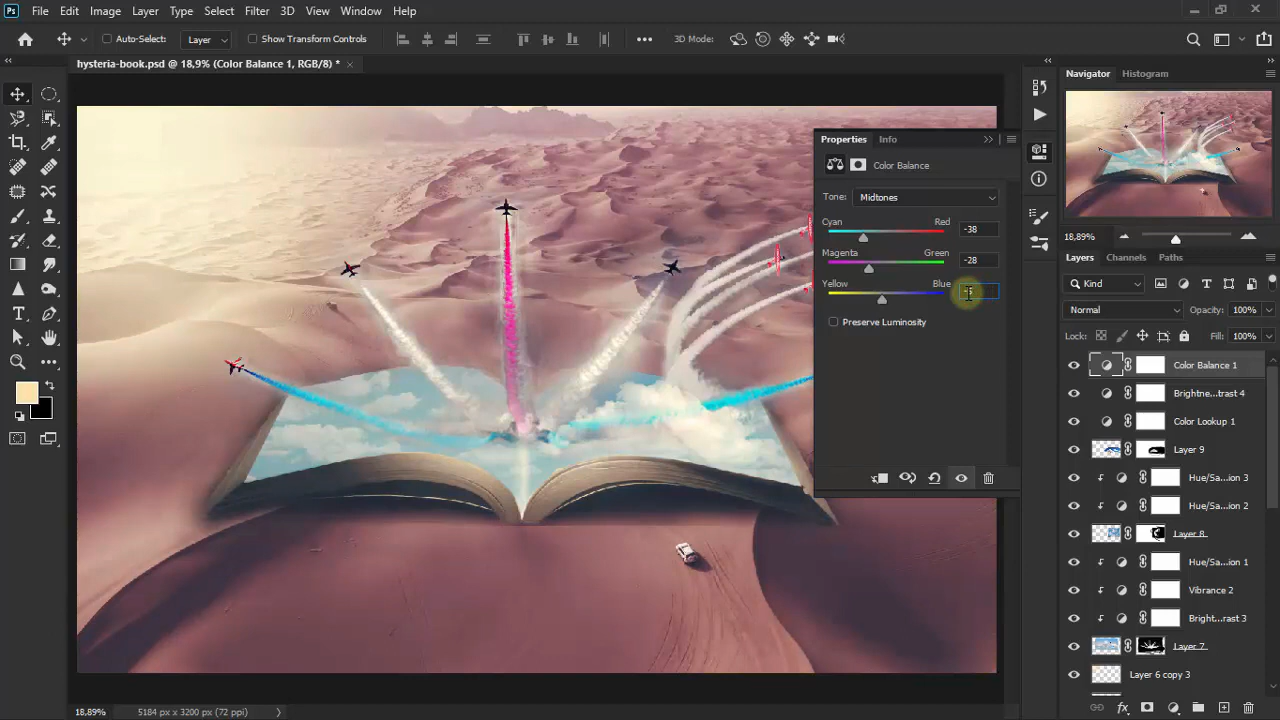 Ps File Edit Image Layer Type Select Filter 3D View Window Help
Auto-Select: Layer Show Transform Controls 3D Mode:
hysteria-book.psd @ 18,9% (Color Balance 1, RGB/8) *
Navigator Histogram
18,89%
Properties Info
Color Balance
Tone: Midtones
Cyan Red -38
Magenta Green -28
Yellow Blue
Preserve Luminosity
Layers Channels Paths
Kind
Normal Opacity: 100%
Lock: Fill: 100%
Color Balance 1
Brightne...trast 4
Color Lookup 1
Layer 9
Hue/Sa...ion 3
Hue/Sa...ion 2
Layer 8
Hue/Sa...ion 1
Vibrance 2
Bright...rast 3
Layer 7
Layer 6 copy 3
18,89% 5184 px x 3200 px (72 ppi)